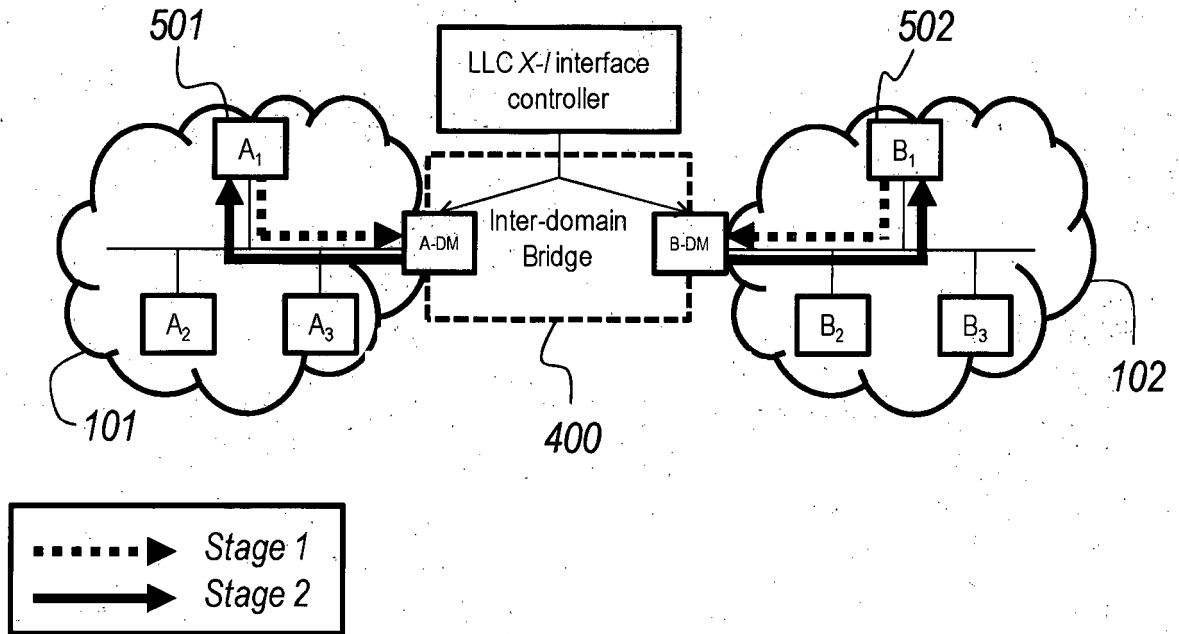 501
502
LLC X-I interface
controller
A1
B1
A-DM
Inter-domain
Bridge
B-DM
A2
A3
B2
B3
101
400
102
Stage 1
Stage 2